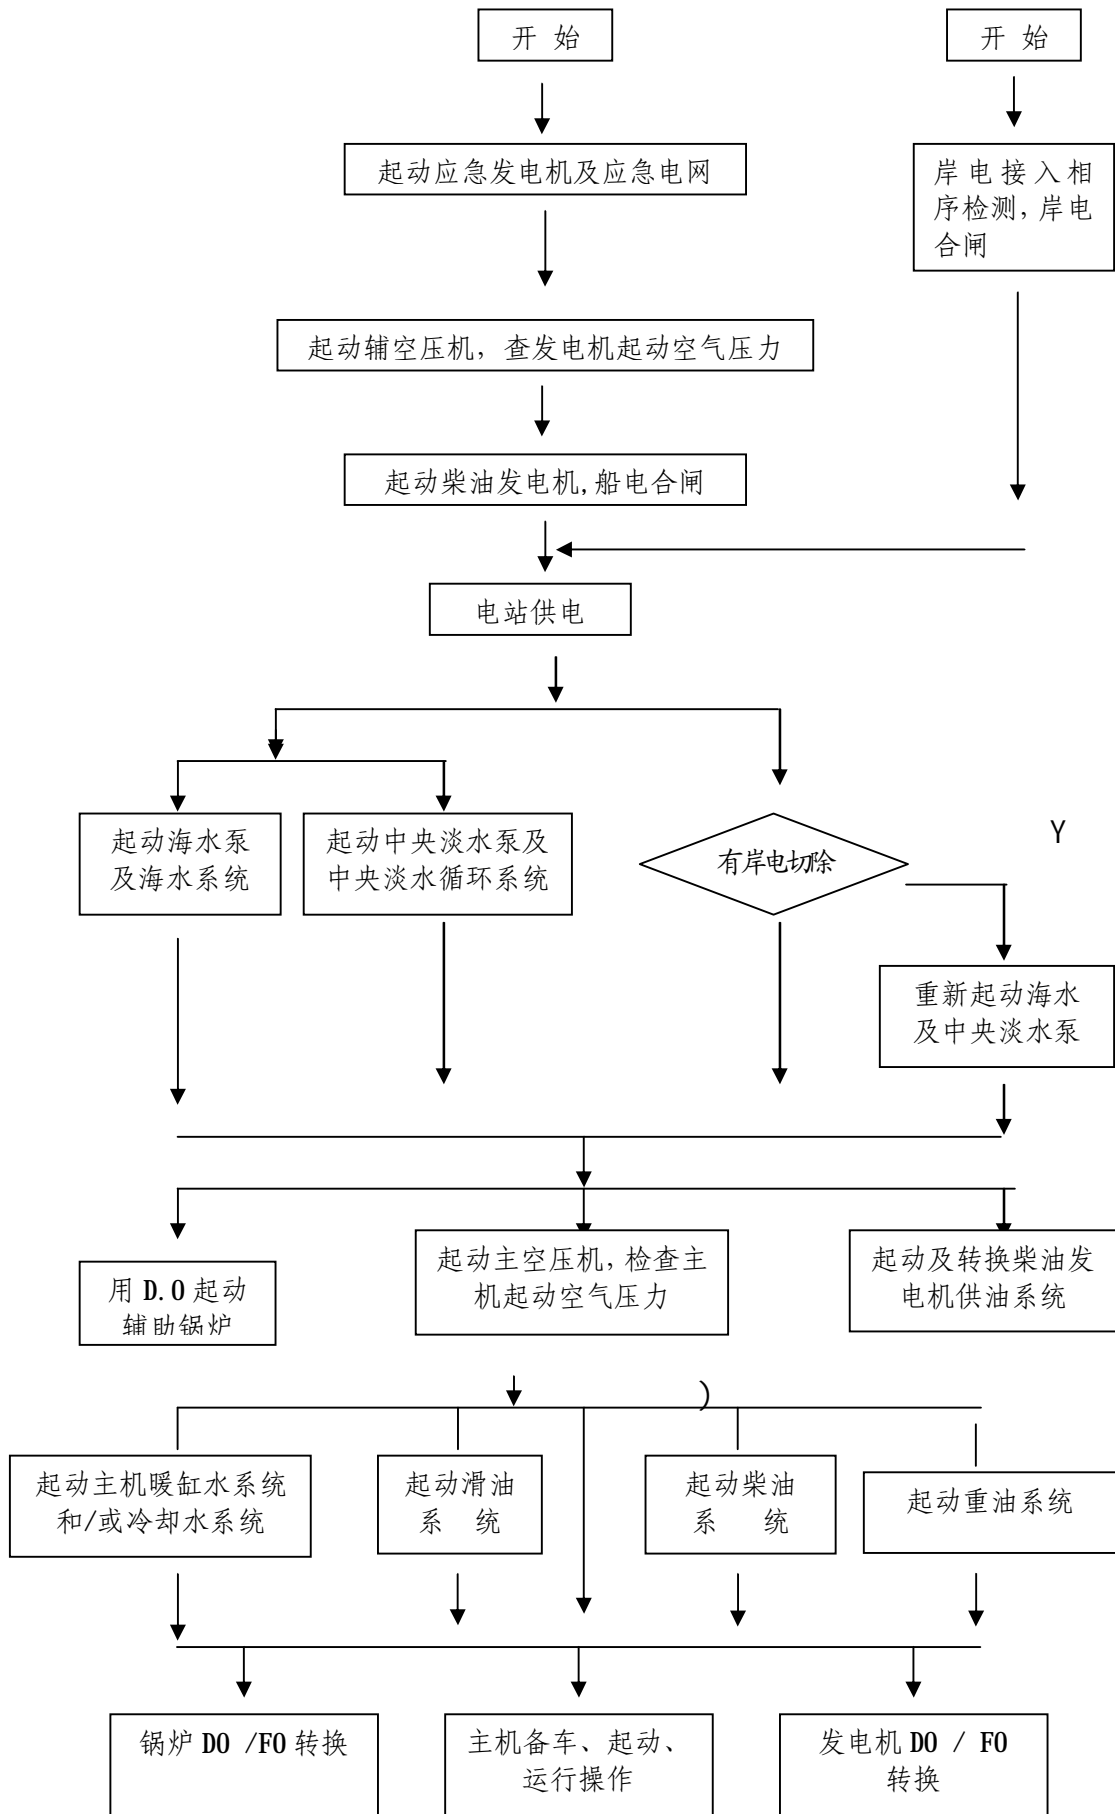 开 始
开 始
起动应急发电机及应急电网
岸电接入相
序检测,岸电
合闸
起动辅空压机，查发电机起动空气压力
起动柴油发电机,船电合闸
电站供电
起动海水泵
及海水系统
起动中央淡水泵及
中央淡水循环系统
有岸电切除
Y
重新起动海水
及中央淡水泵
用 D.O 起动
辅助锅炉
起动主空压机,检查主
机起动空气压力
起动及转换柴油发
电机供油系统
)
起动主机暖缸水系统
和/或冷却水系统
起动滑油
系 统
起动柴油
系 统
起动重油系统
锅炉 DO /FO 转换
主机备车、起动、
运行操作
发电机 DO / FO
转换